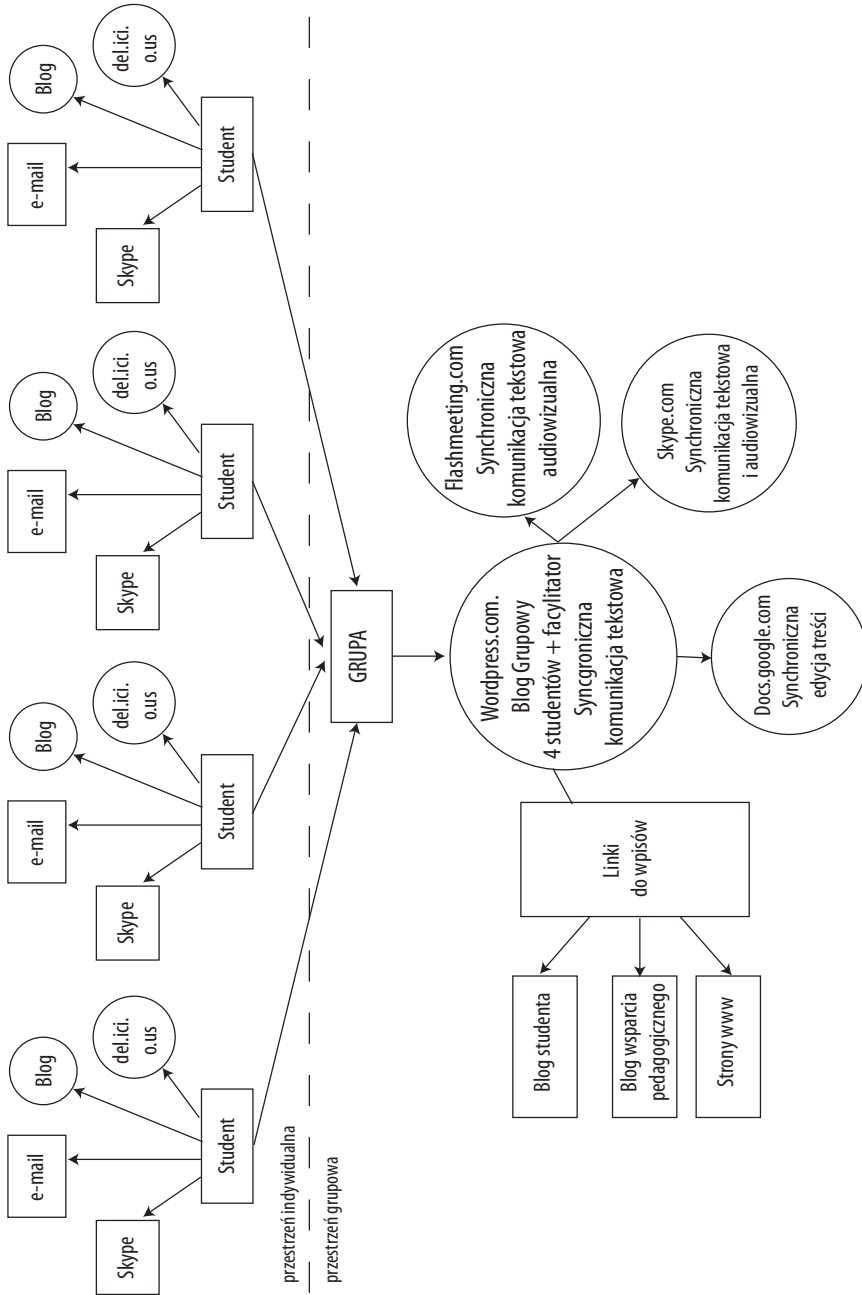 Skype
e-mail
Blog
del.ici.
o.us
Student
Skype
e-mail
Blog
del.ici.
o.us
Student
Skype
e-mail
Blog
del.ici.
o.us
Student
Skype
e-mail
Blog
del.ici.
o.us
Student
przestrzeń indywidualna
przestrzeń grupowa
GRUPA
Wordpress.com.
Blog Grupowy
4 studentów + facylitator
Syncgroniczna
komunikacja tekstowa
Flashmeeting.com
Synchroniczna
komunikacja tekstowa
audiowizualna
Skype.com
Synchroniczna
komunikacja tekstowa
i audiowizualna
Docs.google.com
Synchroniczna
edycja treści
Linki
do wpisów
Blog studenta
Blog wsparcia
pedagogicznego
Strony www